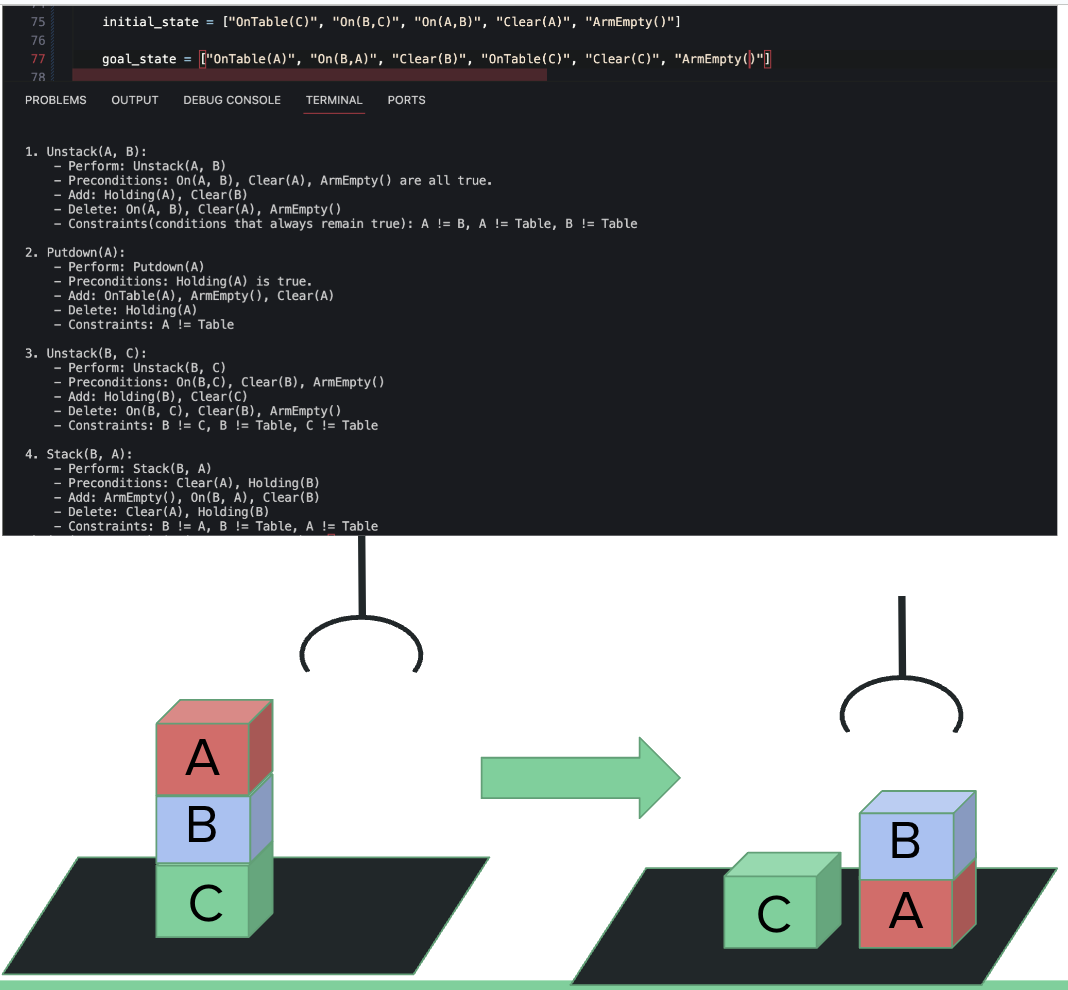 75 initial_state = ["OnTable(C)", "On(B,C)", "On(A,B)", "Clear(A)", "ArmEmpty()"]
76
77 goal_state = ["OnTable(A)", "On(B,A)", "Clear(B)", "OnTable(C)", "Clear(C)", "ArmEmpty()"]
78
PROBLEMS OUTPUT DEBUG CONSOLE TERMINAL PORTS
1. Unstack(A, B):
- Perform: Unstack(A, B)
- Preconditions: On(A, B), Clear(A), ArmEmpty() are all true.
- Add: Holding(A), Clear(B)
- Delete: On(A, B), Clear(A), ArmEmpty()
- Constraints(conditions that always remain true): A != B, A != Table, B != Table
2. Putdown(A):
- Perform: Putdown(A)
- Preconditions: Holding(A) is true.
- Add: OnTable(A), ArmEmpty(), Clear(A)
- Delete: Holding(A)
- Constraints: A != Table
3. Unstack(B, C):
- Perform: Unstack(B, C)
- Preconditions: On(B,C), Clear(B), ArmEmpty()
- Add: Holding(B), Clear(C)
- Delete: On(B, C), Clear(B), ArmEmpty()
- Constraints: B != C, B != Table, C != Table
4. Stack(B, A):
- Perform: Stack(B, A)
- Preconditions: Clear(A), Holding(B)
- Add: ArmEmpty(), On(B, A), Clear(B)
- Delete: Clear(A), Holding(B)
- Constraints: B != A, B != Table, A != Table
A
B
C
B
C
A